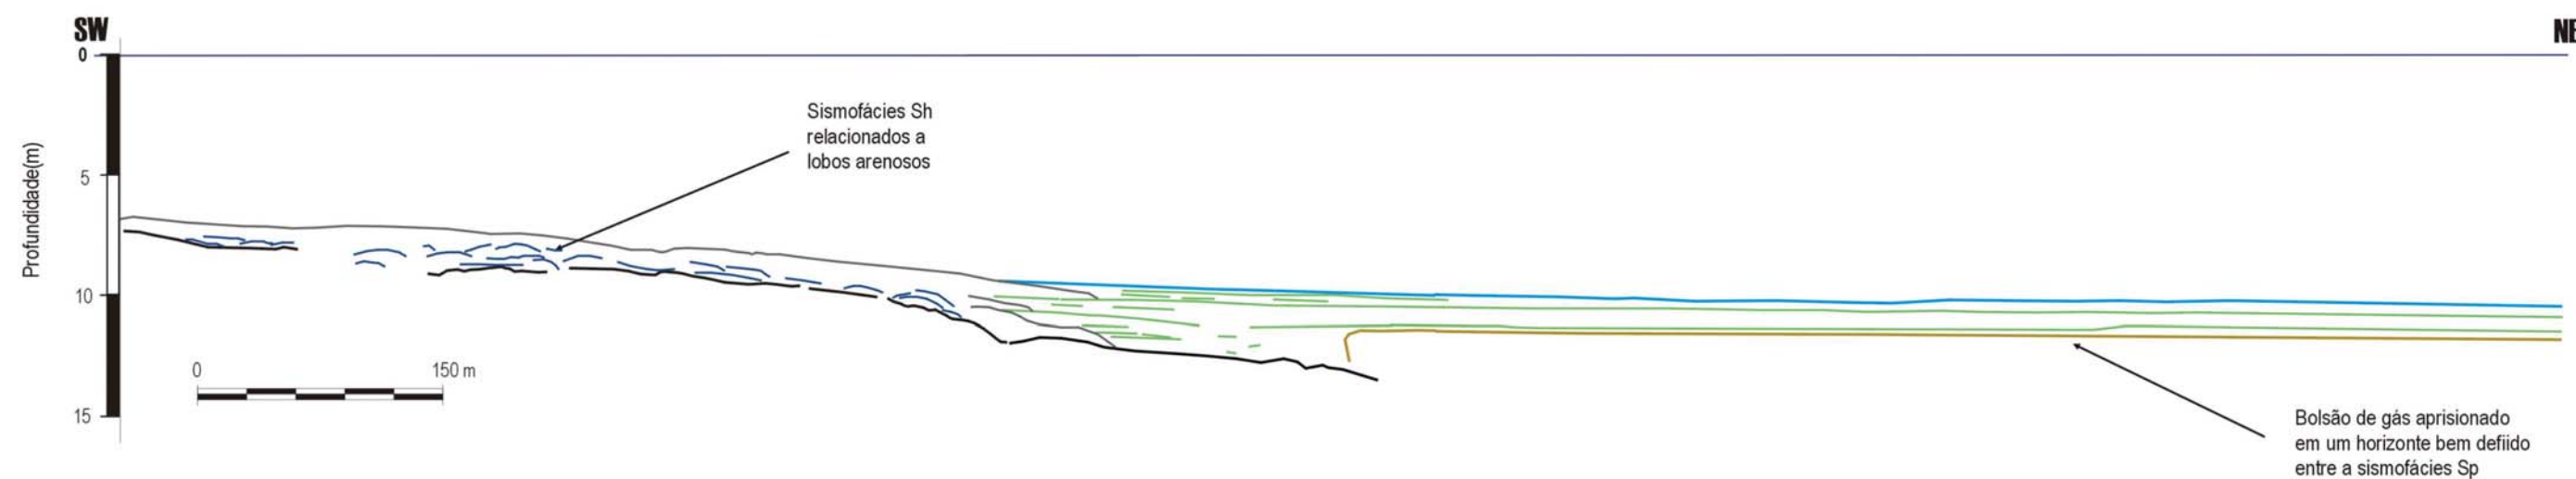 SW
NE
0
Sismofácies Sh
relacionados a
lobos arenosos
5
Profundidade(m)
10
0
150 m
15
Bolsão de gás aprisionado
em um horizonte bem defiido
entre a sismofácies Sp